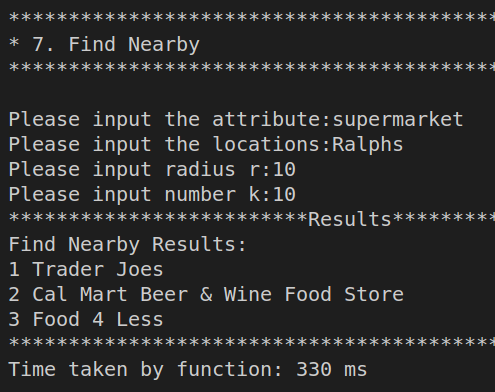 *****************************************
* 7. Find Nearby
*****************************************
Please input the attribute:supermarket
Please input the locations:Ralphs
Please input radius r:10
Please input number k:10
*************************Results*********
Find Nearby Results:
1 Trader Joes
2 Cal Mart Beer & Wine Food Store
3 Food 4 Less
*****************************************
Time taken by function: 330 ms